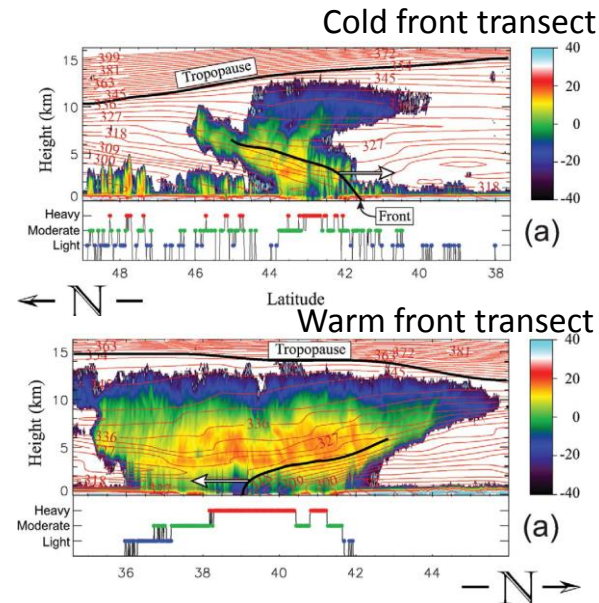 Cold front transect
399
381
363
345
327
318
309
300
Tropopause
372
354
345
327
318
Height (km)
15
10
5
0
40
20
0
-20
-40
Heavy
Moderate
Light
Front
(a)
48 46 44 42 40 38
N
Latitude
Warm front transect
363
354
Tropopause
363
372
381
345
336
336
327
318
309
300
Height (km)
15
10
5
0
40
20
0
-20
-40
Heavy
Moderate
Light
(a)
36 38 40 42 44
N